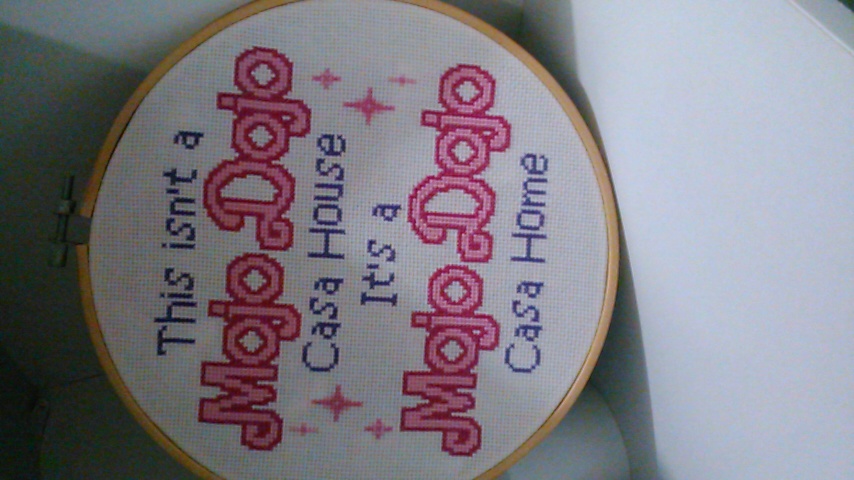 This isn't a
Mojo Dojo
Casa House
It's a
Mojo Dojo
Casa Home